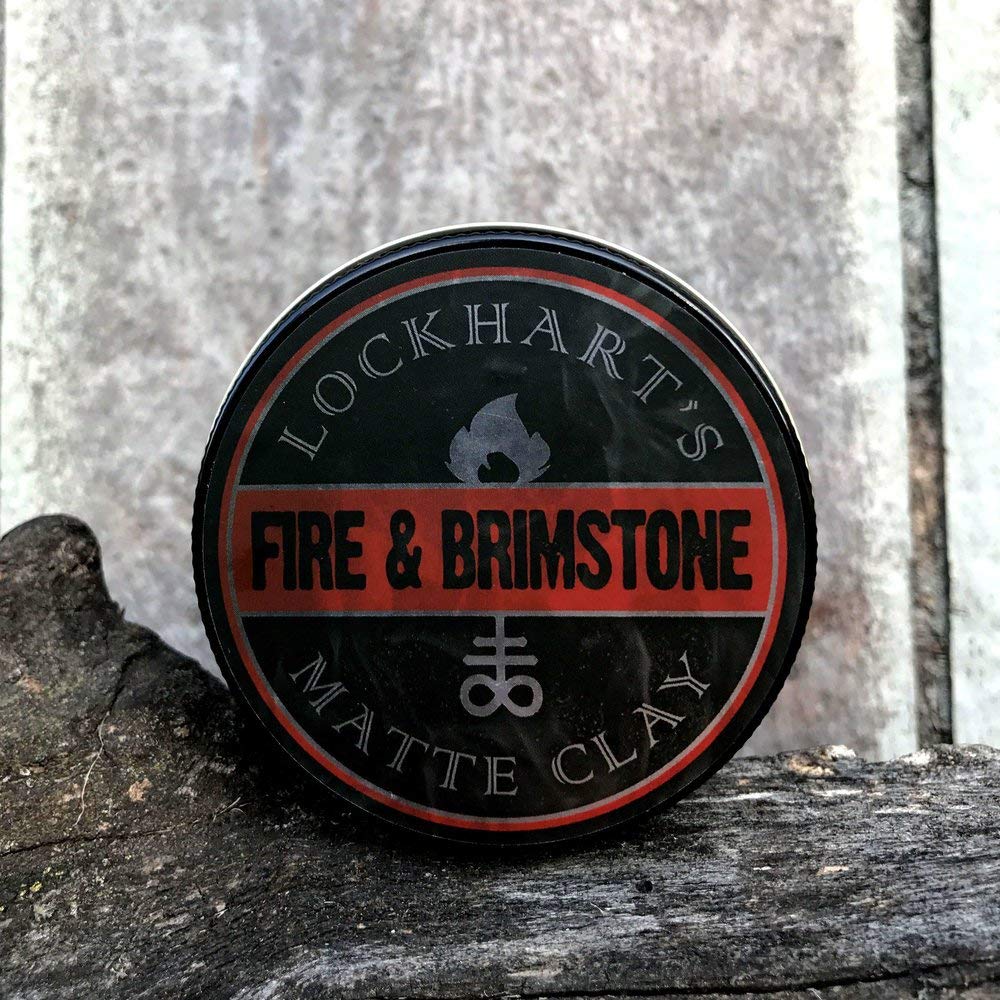 LOCKHART'S
FIRE & BRIMSTONE
MATTE CLAY